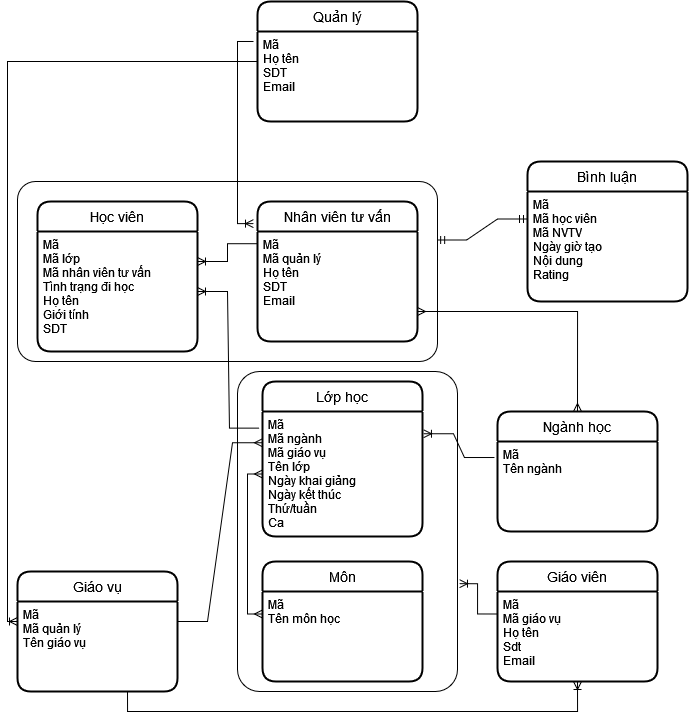 Quản lý
Mã
Họ tên
SDT
Email
Bình luận
Mã
Mã học viên
Mã NVTV
Ngày giờ tạo
Nội dung
Rating
Học viên
Mã
Mã lớp
Mã nhân viên tư vấn
Tình trạng đi học
Họ tên
Giới tính
SDT
Nhân viên tư vấn
Mã
Mã quản lý
Họ tên
SDT
Email
Lớp học
Mã
Mã ngành
Mã giáo vụ
Tên lớp
Ngày khai giảng
Ngày kết thúc
Thứ/tuần
Ca
Ngành học
Mã
Tên ngành
Giáo vụ
Mã
Mã quản lý
Tên giáo vụ
Môn
Mã
Tên môn học
Giáo viên
Mã
Mã giáo vụ
Họ tên
Sdt
Email